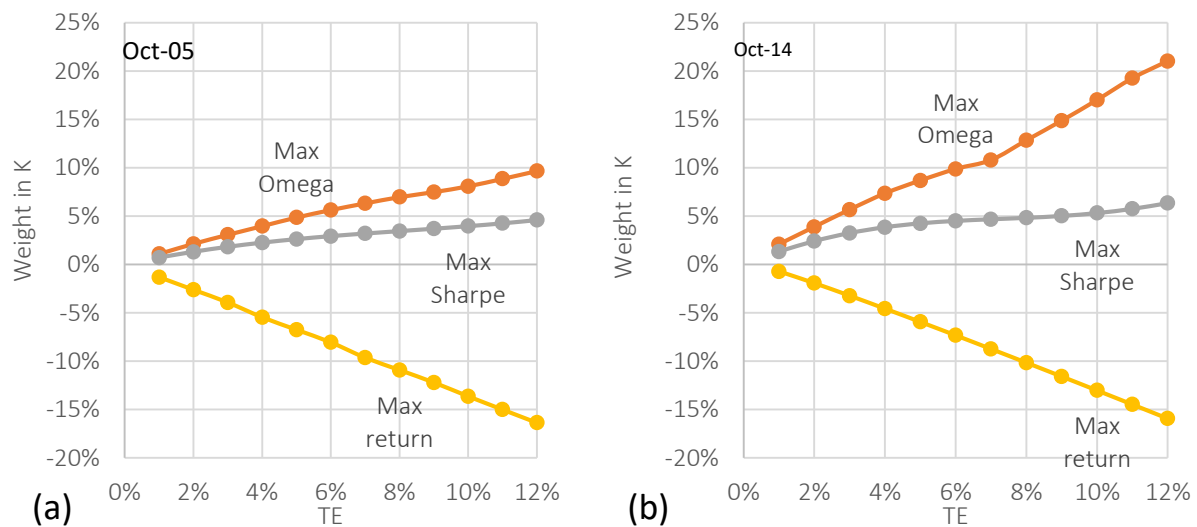 25%
20%
15%
10%
5%
0%
-5%
-10%
-15%
-20%
Weight in K
Oct-05
Max
Omega
Max
Sharpe
Max
return
0%
2%
4%
6%
8%
10%
12%
TE
(a)
25%
20%
15%
10%
5%
0%
-5%
-10%
-15%
-20%
Weight in K
Oct-14
Max
Omega
Max
Sharpe
Max
return
0%
2%
4%
6%
8%
10%
12%
TE
(b)